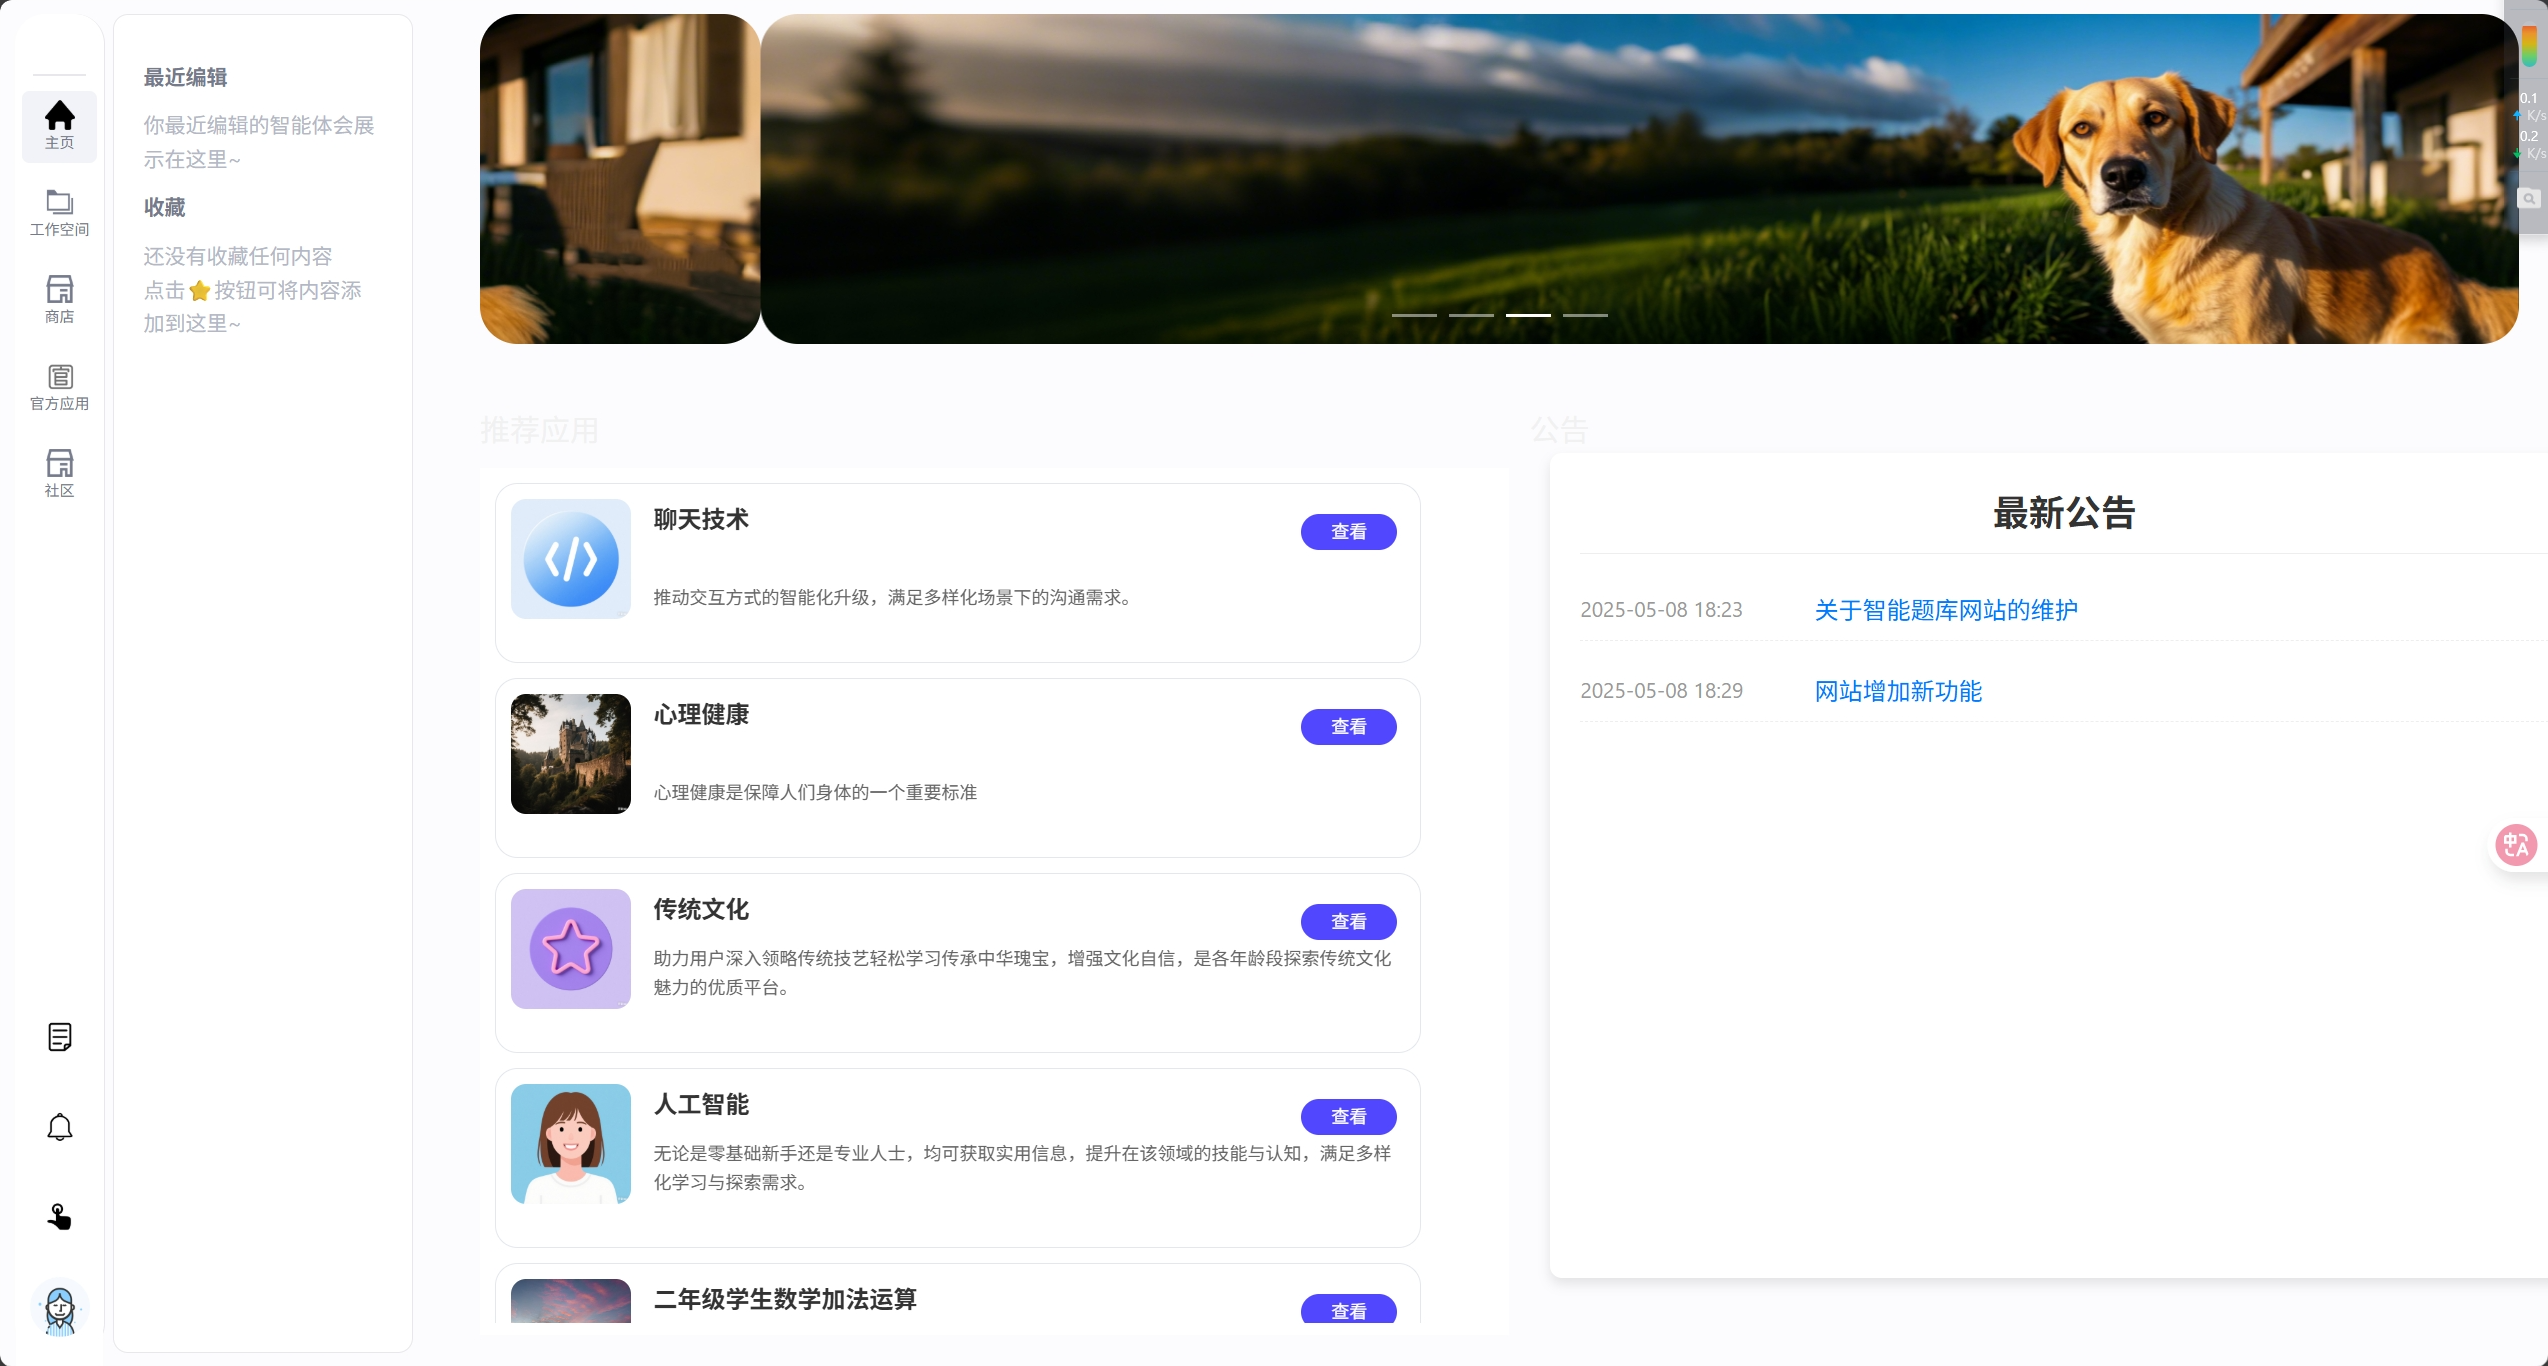 主页
工作空间
商店
官方应用
社区
最近编辑
你最近编辑的智能体会展
示在这里~
收藏
还没有收藏任何内容
点击⭐按钮可将内容添
加到这里~
0.1
K/s
0.2
K/s
推荐应用
聊天技术
查看
推动交互方式的智能化升级，满足多样化场景下的沟通需求。
心理健康
查看
心理健康是保障人们身体的一个重要标准
传统文化
查看
助力用户深入领略传统技艺轻松学习传承中华瑰宝，增强文化自信，是各年龄段探索传统文化
魅力的优质平台。
人工智能
查看
无论是零基础新手还是专业人士，均可获取实用信息，提升在该领域的技能与认知，满足多样
化学习与探索需求。
二年级学生数学加法运算
查看
公告
最新公告
2025-05-08 18:23 关于智能题库网站的维护
2025-05-08 18:29 网站增加新功能
中A